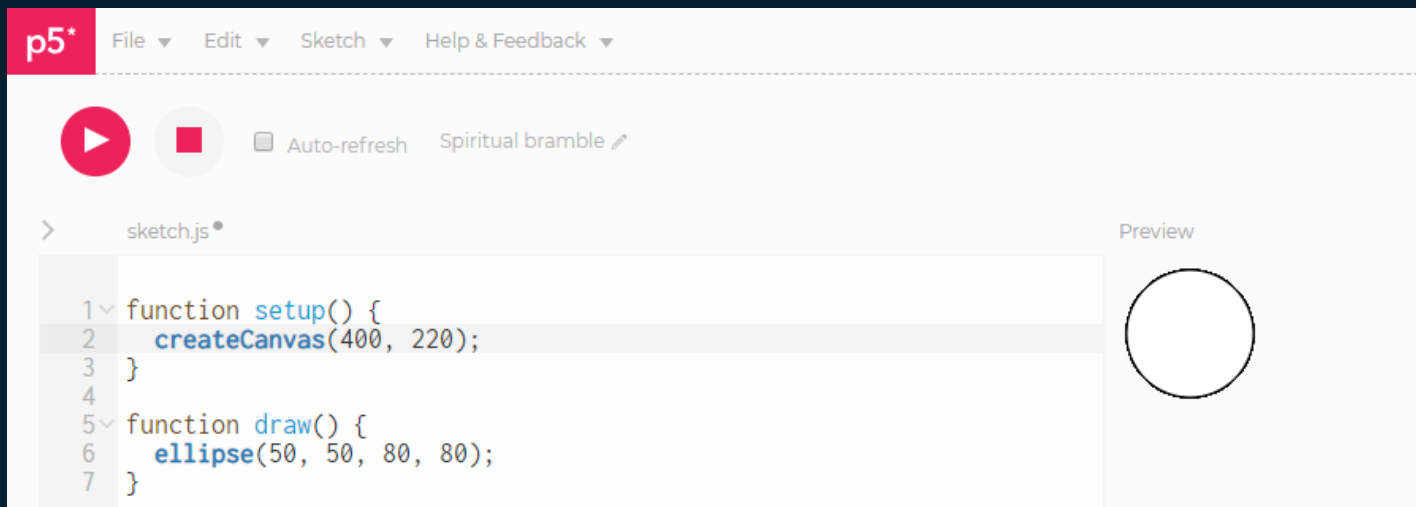 p5* File Edit Sketch Help & Feedback
Auto-refresh Spiritual bramble
sketch.js Preview
1 function setup() {
2 createCanvas(400, 220);
3 }
4
5 function draw() {
6 ellipse(50, 50, 80, 80);
7 }